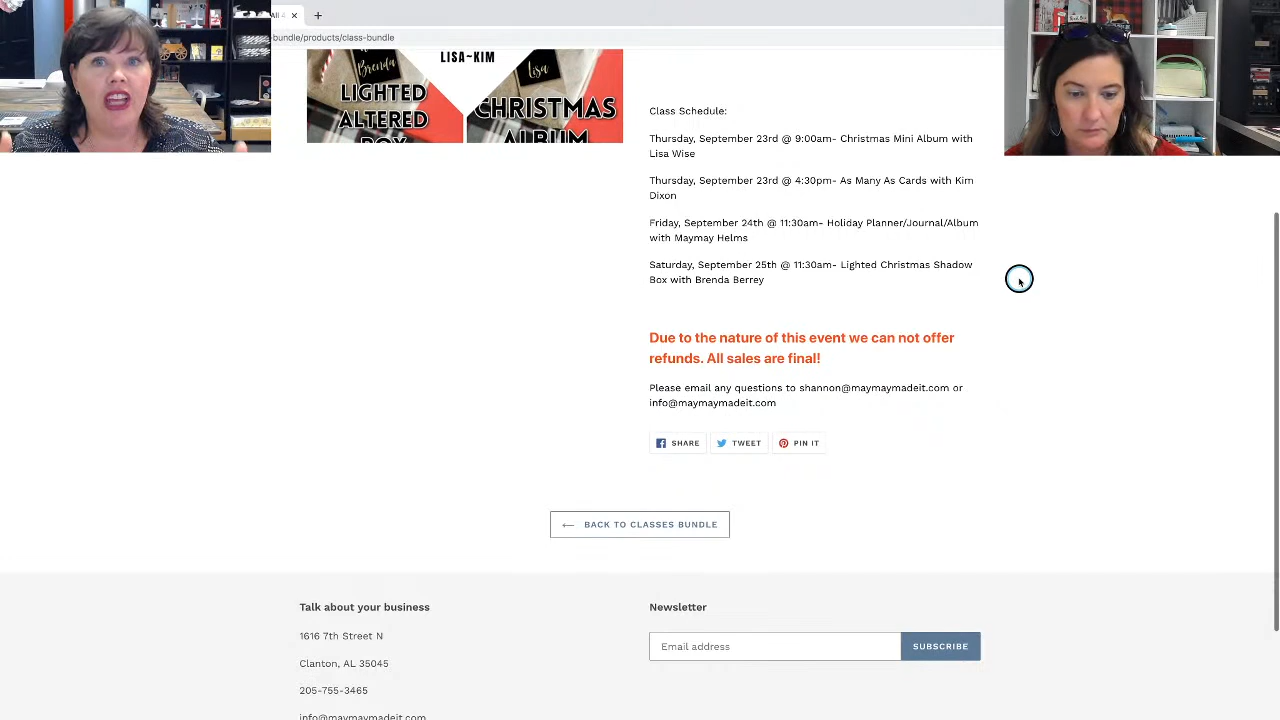 All 4
bundle/products/class-bundle
LISA~KIM
Brenda
LIGHTED
ALTERED
BOX
Lisa
CHRISTMAS
ALBUM
Class Schedule:
Thursday, September 23rd @ 9:00am- Christmas Mini Album with
Lisa Wise
Thursday, September 23rd @ 4:30pm- As Many As Cards with Kim
Dixon
Friday, September 24th @ 11:30am- Holiday Planner/Journal/Album
with Maymay Helms
Saturday, September 25th @ 11:30am- Lighted Christmas Shadow
Box with Brenda Berrey
Due to the nature of this event we can not offer
refunds. All sales are final!
Please email any questions to shannon@maymaymadeit.com or
info@maymaymadeit.com
SHARE TWEET PIN IT
BACK TO CLASSES BUNDLE
Talk about your business
1616 7th Street N
Clanton, AL 35045
205-755-3465
info@maymaymadeit.com
Newsletter
Email address SUBSCRIBE